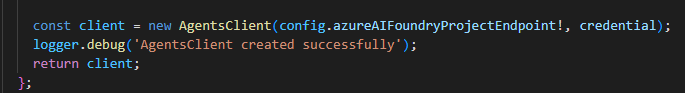 const client = new AgentsClient(config.azureAIFoundryProjectEndpoint!, credential);
logger.debug('AgentsClient created successfully');
return client;
};